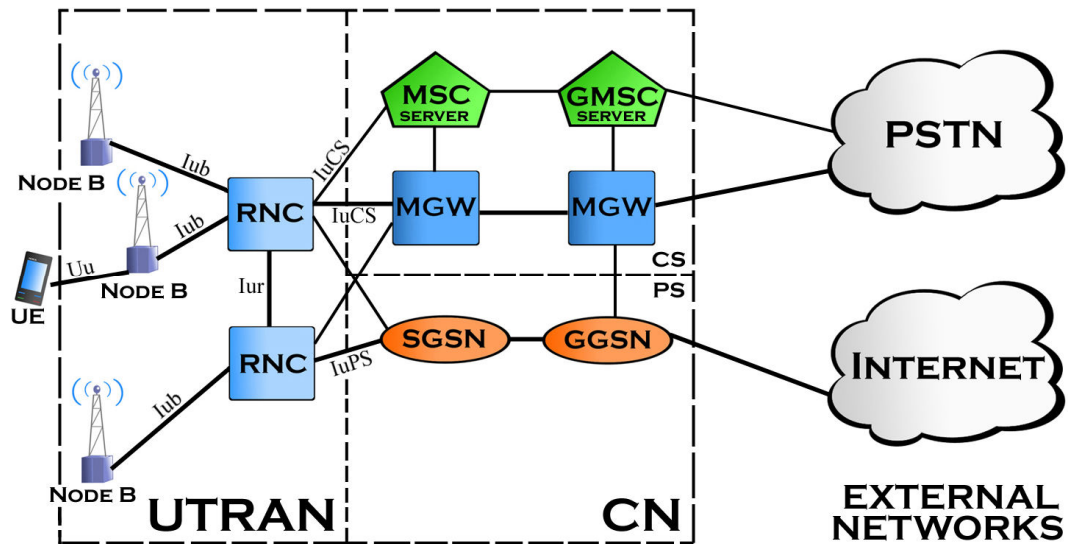 MSC
SERVER
GMSC
SERVER
PSTN
Iub
IuCS
NODE B
RNC
IuCS
MGW
MGW
Iub
CS
Uu
NODE B
Iur
PS
UE
RNC
IuPS
SGSN
GGSN
INTERNET
Iub
NODE B
UTRAN
CN
EXTERNAL
NETWORKS